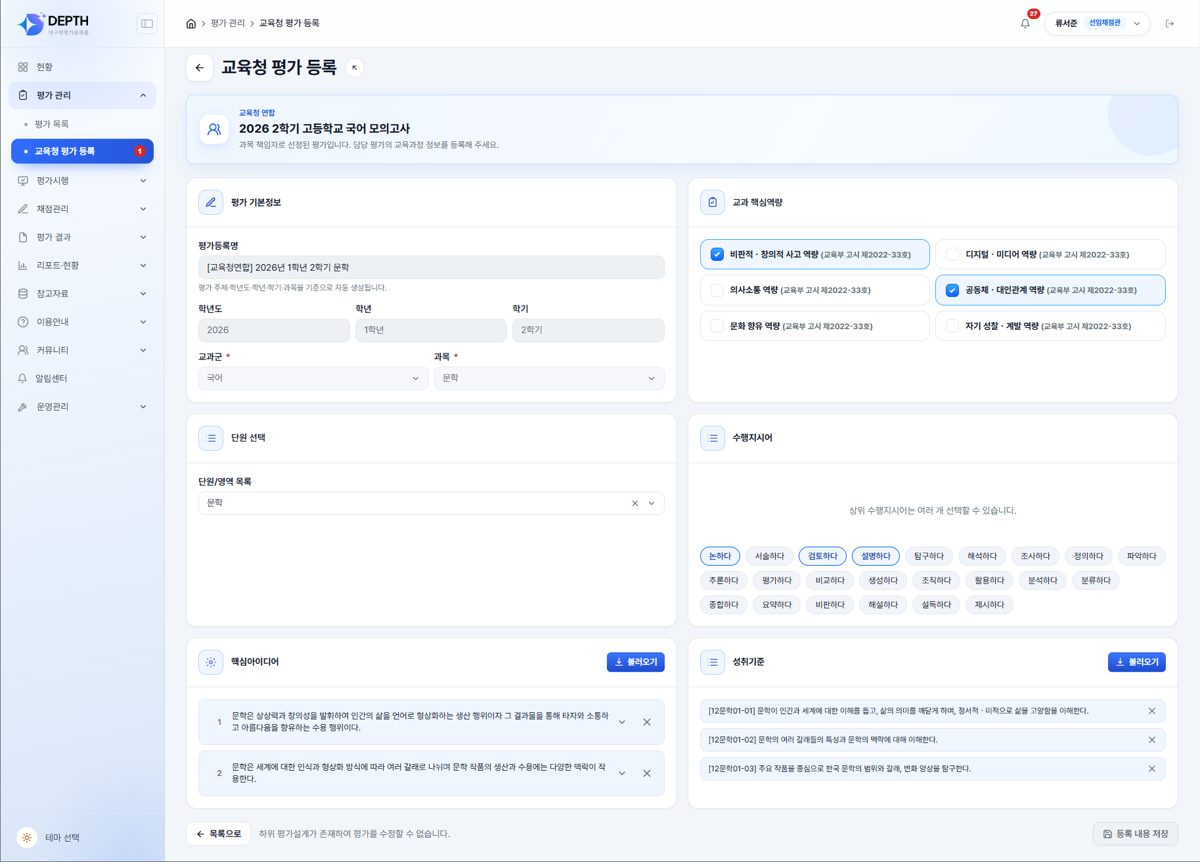 DEPTH
대구형평가플랫폼
평가 관리
교육청 평가 등록
27
류서준 선임채점관
현황
평가 관리
평가 목록
교육청 평가 등록 1
평가시행
채점관리
평가 결과
리포트·현황
참고자료
이용안내
커뮤니티
알림센터
운영관리
테마 선택
교육청 평가 등록
교육청 연합
2026 2학기 고등학교 국어 모의고사
과목 책임자로 선정된 평가입니다. 담당 평가의 교육과정 정보를 등록해 주세요.
평가 기본정보
평가등록명
[교육청연합] 2026년 1학년 2학기 문학
평가 주제·학년도·학년·학기·과목을 기준으로 자동 생성됩니다.
학년도 학년 학기
2026 1학년 2학기
교과군 * 과목 *
국어 문학
교과 핵심역량
비판적·창의적 사고 역량 (교육부 고시 제2022-33호)
디지털·미디어 역량 (교육부 고시 제2022-33호)
의사소통 역량 (교육부 고시 제2022-33호)
공동체·대인관계 역량 (교육부 고시 제2022-33호)
문화 향유 역량 (교육부 고시 제2022-33호)
자기 성찰·계발 역량 (교육부 고시 제2022-33호)
단원 선택
단원/영역 목록
문학
수행지시어
상위 수행지시어는 여러 개 선택할 수 있습니다.
논하다 서술하다 검토하다 설명하다 탐구하다 해석하다 조사하다 정의하다 파악하다
추론하다 평가하다 비교하다 생성하다 조직하다 활용하다 분석하다 분류하다
종합하다 요약하다 비판하다 해설하다 설득하다 제시하다
핵심아이디어
불러오기
1 문학은 상상력과 창의성을 발휘하여 인간의 삶을 언어로 형상화하는 생산 행위이자 그 결과물을 통해 타자와 소통하
고 아름다움을 향유하는 수용 행위이다.
2 문학은 세계에 대한 인식과 형상화 방식에 따라 여러 갈래로 나뉘며 문학 작품의 생산과 수용에는 다양한 맥락이 작
용한다.
성취기준
불러오기
[12문학01-01] 문학이 인간과 세계에 대한 이해를 돕고, 삶의 의미를 깨닫게 하며, 정서적·미적으로 삶을 고양함을 이해한다.
[12문학01-02] 문학의 여러 갈래들의 특성과 문학의 맥락에 대해 이해한다.
[12문학01-03] 주요 작품을 중심으로 한국 문학의 범위와 갈래, 변화 양상을 탐구한다.
목록으로
하위 평가설계가 존재하여 평가를 수정할 수 없습니다.
등록 내용 저장